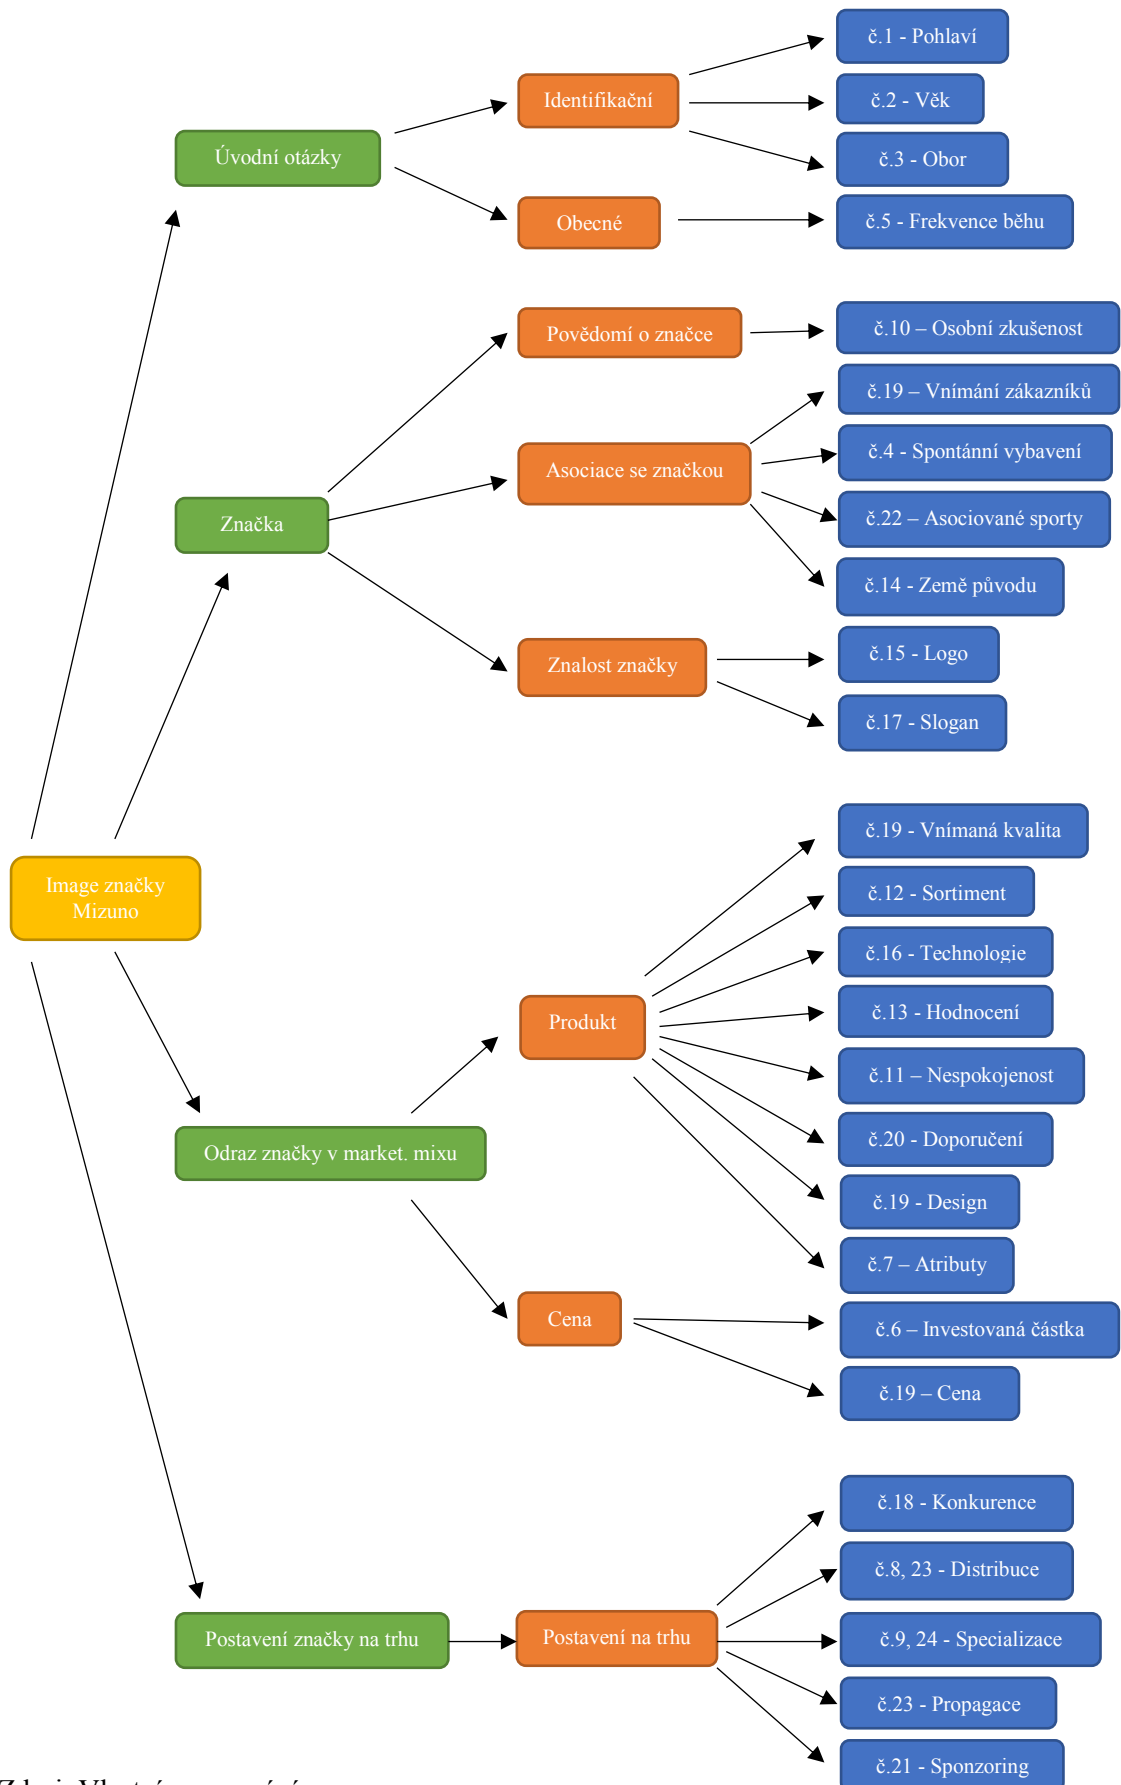 č.1 - Pohlaví
Identifikační
č.2 - Věk
Úvodní otázky
č.3 - Obor
Obecné
č.5 - Frekvence běhu
Povědomí o značce
č.10 – Osobní zkušenost
č.19 – Vnímání zákazníků
Asociace se značkou
č.4 - Spontánní vybavení
Značka
č.22 – Asociované sporty
č.14 - Země původu
Znalost značky
č.15 - Logo
č.17 - Slogan
Image značky
Mizuno
č.19 - Vnímaná kvalita
č.12 - Sortiment
č.16 - Technologie
Produkt
č.13 - Hodnocení
č.11 – Nespokojenost
Odraz značky v market. mixu
č.20 - Doporučení
č.19 - Design
č.7 – Atributy
Cena
č.6 – Investovaná částka
č.19 – Cena
č.18 - Konkurence
č.8, 23 - Distribuce
Postavení značky na trhu
Postavení na trhu
č.9, 24 - Specializace
č.23 - Propagace
č.21 - Sponzoring